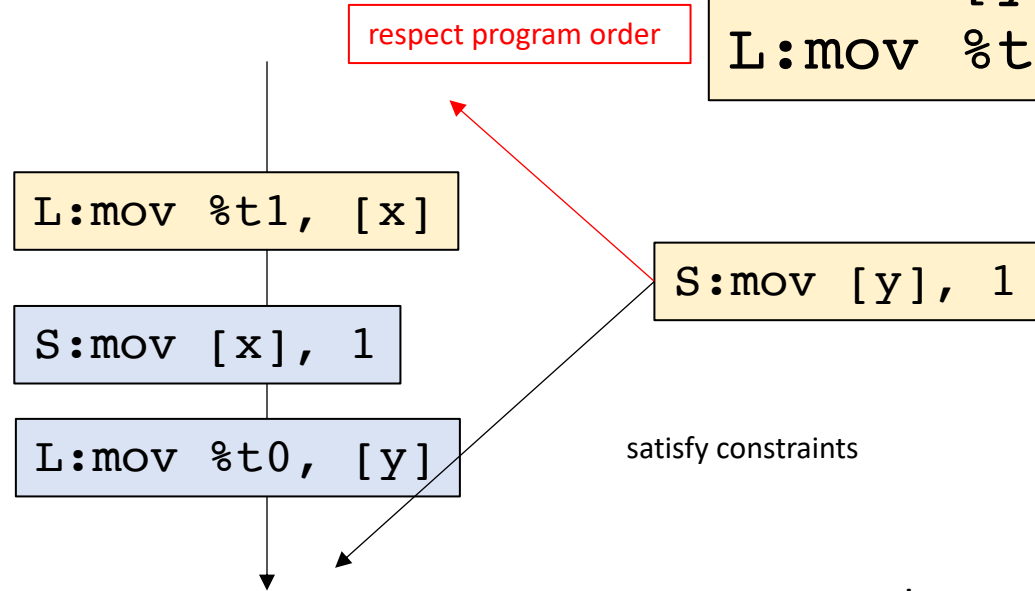 respect program order
L:mov %t
L:mov %t1, [x]
S:mov [y], 1
S:mov [x], 1
L:mov %t0, [y]
satisfy constraints